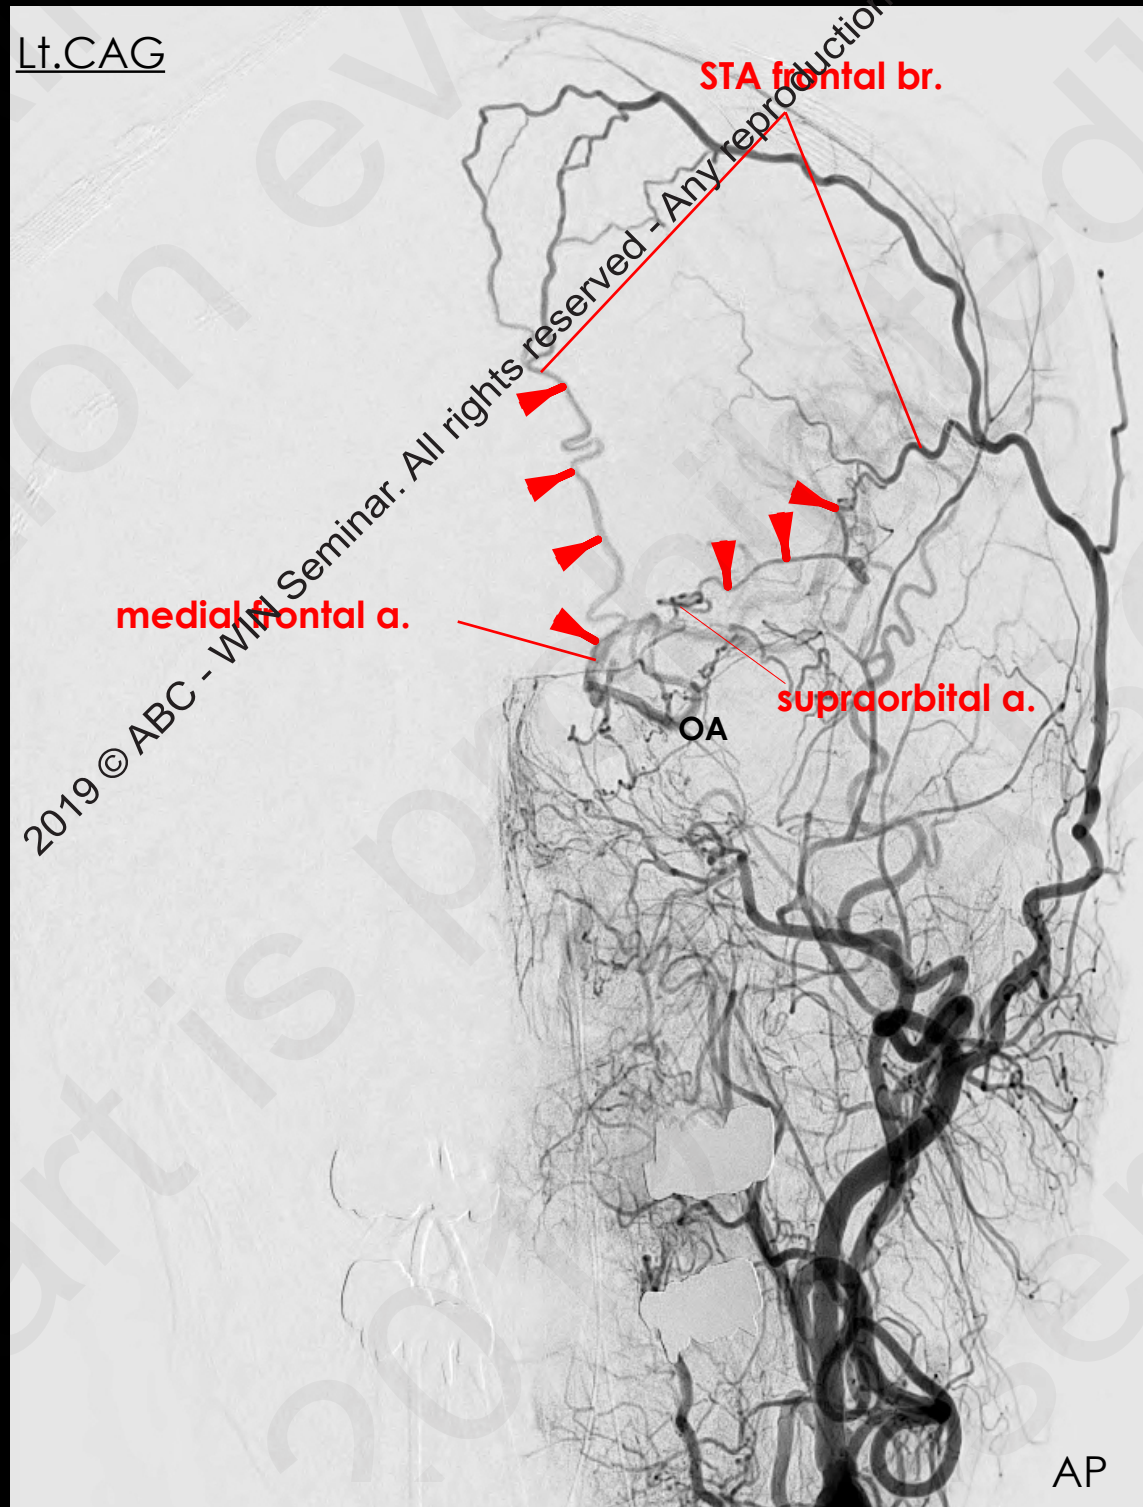 Lt.CAG
STA frontal br.
2019 © ABC - WIN Seminar. All rights reserved - Any reproduction
medial frontal a.
supraorbital a.
OA
AP